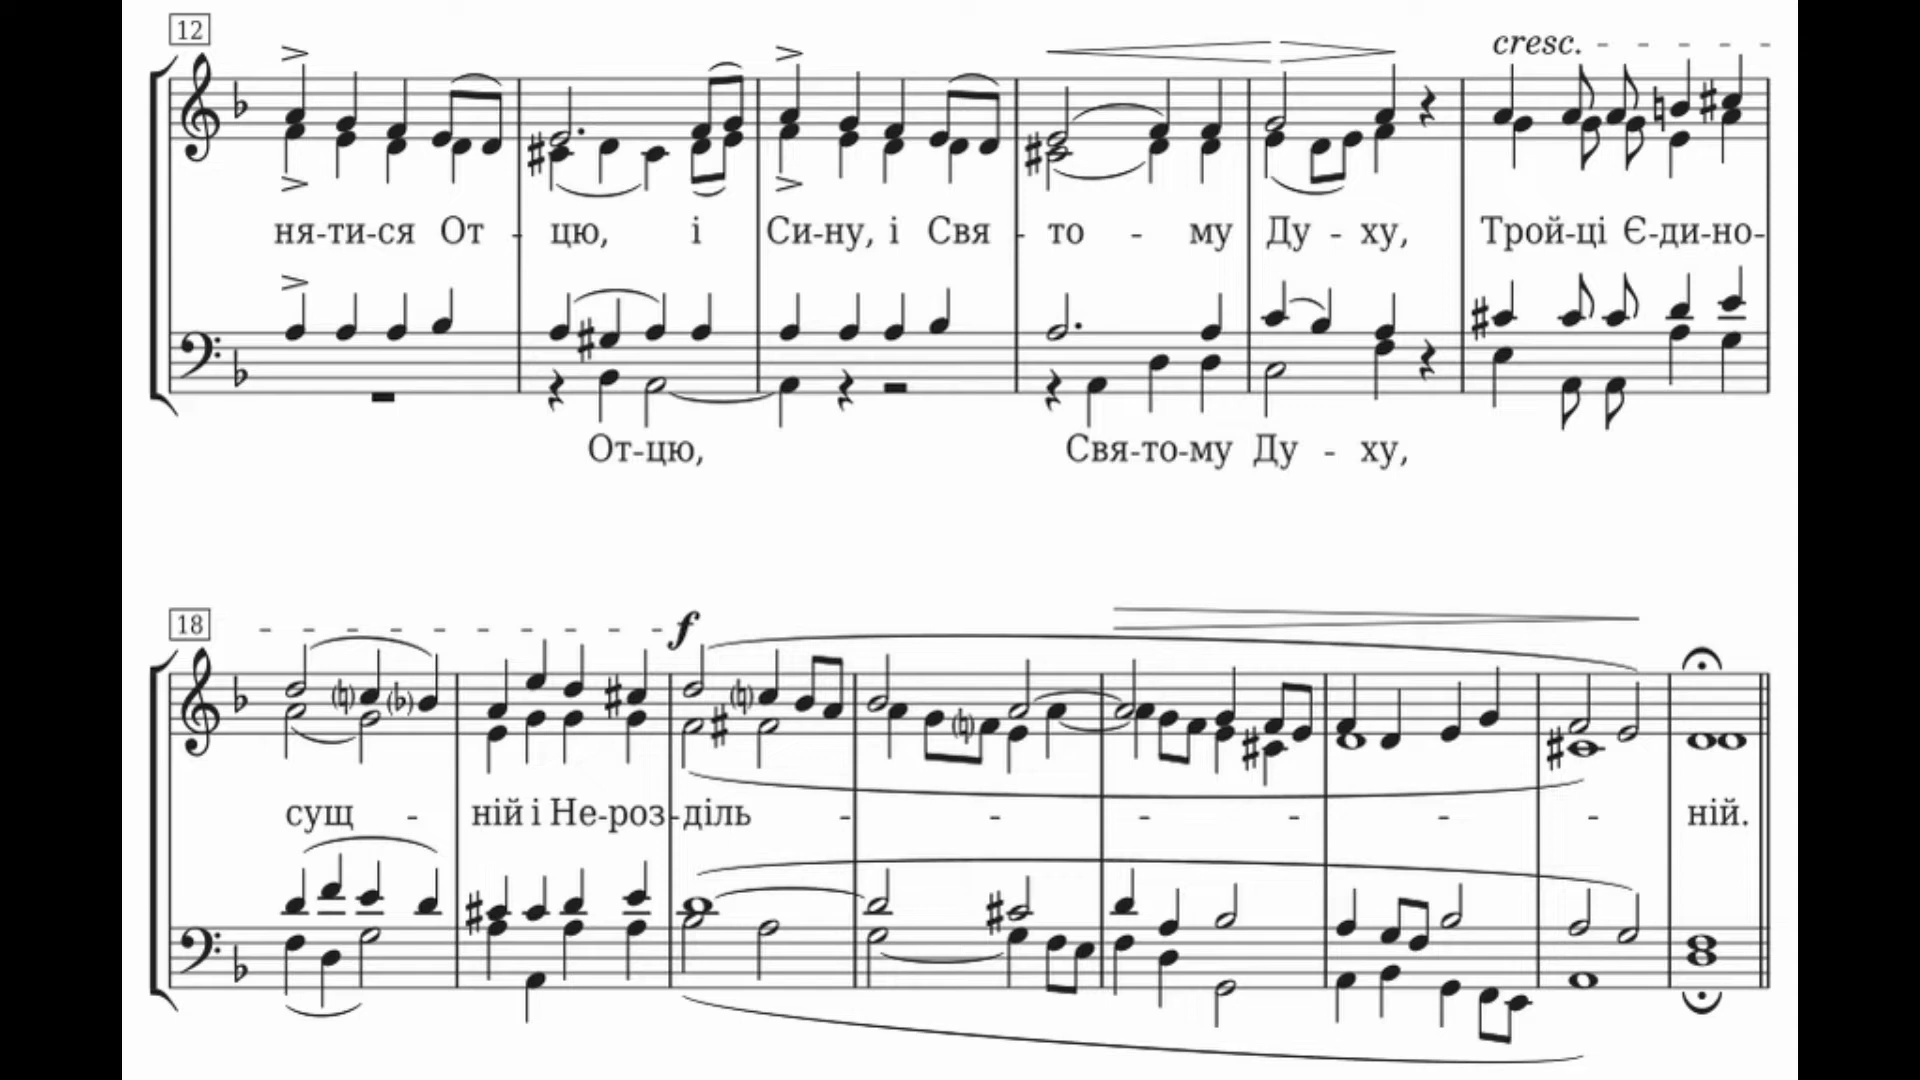 12
cresc.
ня-ти-ся От - цю, і Си-ну, і Свя - то - му Ду - ху, Трой-ці Є-ди-но-
От-цю, Свя-то-му Ду - ху,
18
f
сущ - ній і Не-роз-діль - - - - - - ній.